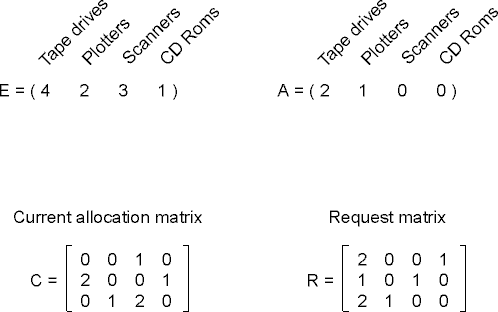 Tape drives
Plotters
Scanners
CD Roms
E = ( 4 2 3 1 )
Tape drives
Plotters
Scanners
CD Roms
A = ( 2 1 0 0 )
Current allocation matrix
C =
0 0 1 0
2 0 0 1
0 1 2 0
Request matrix
R =
2 0 0 1
1 0 1 0
2 1 0 0